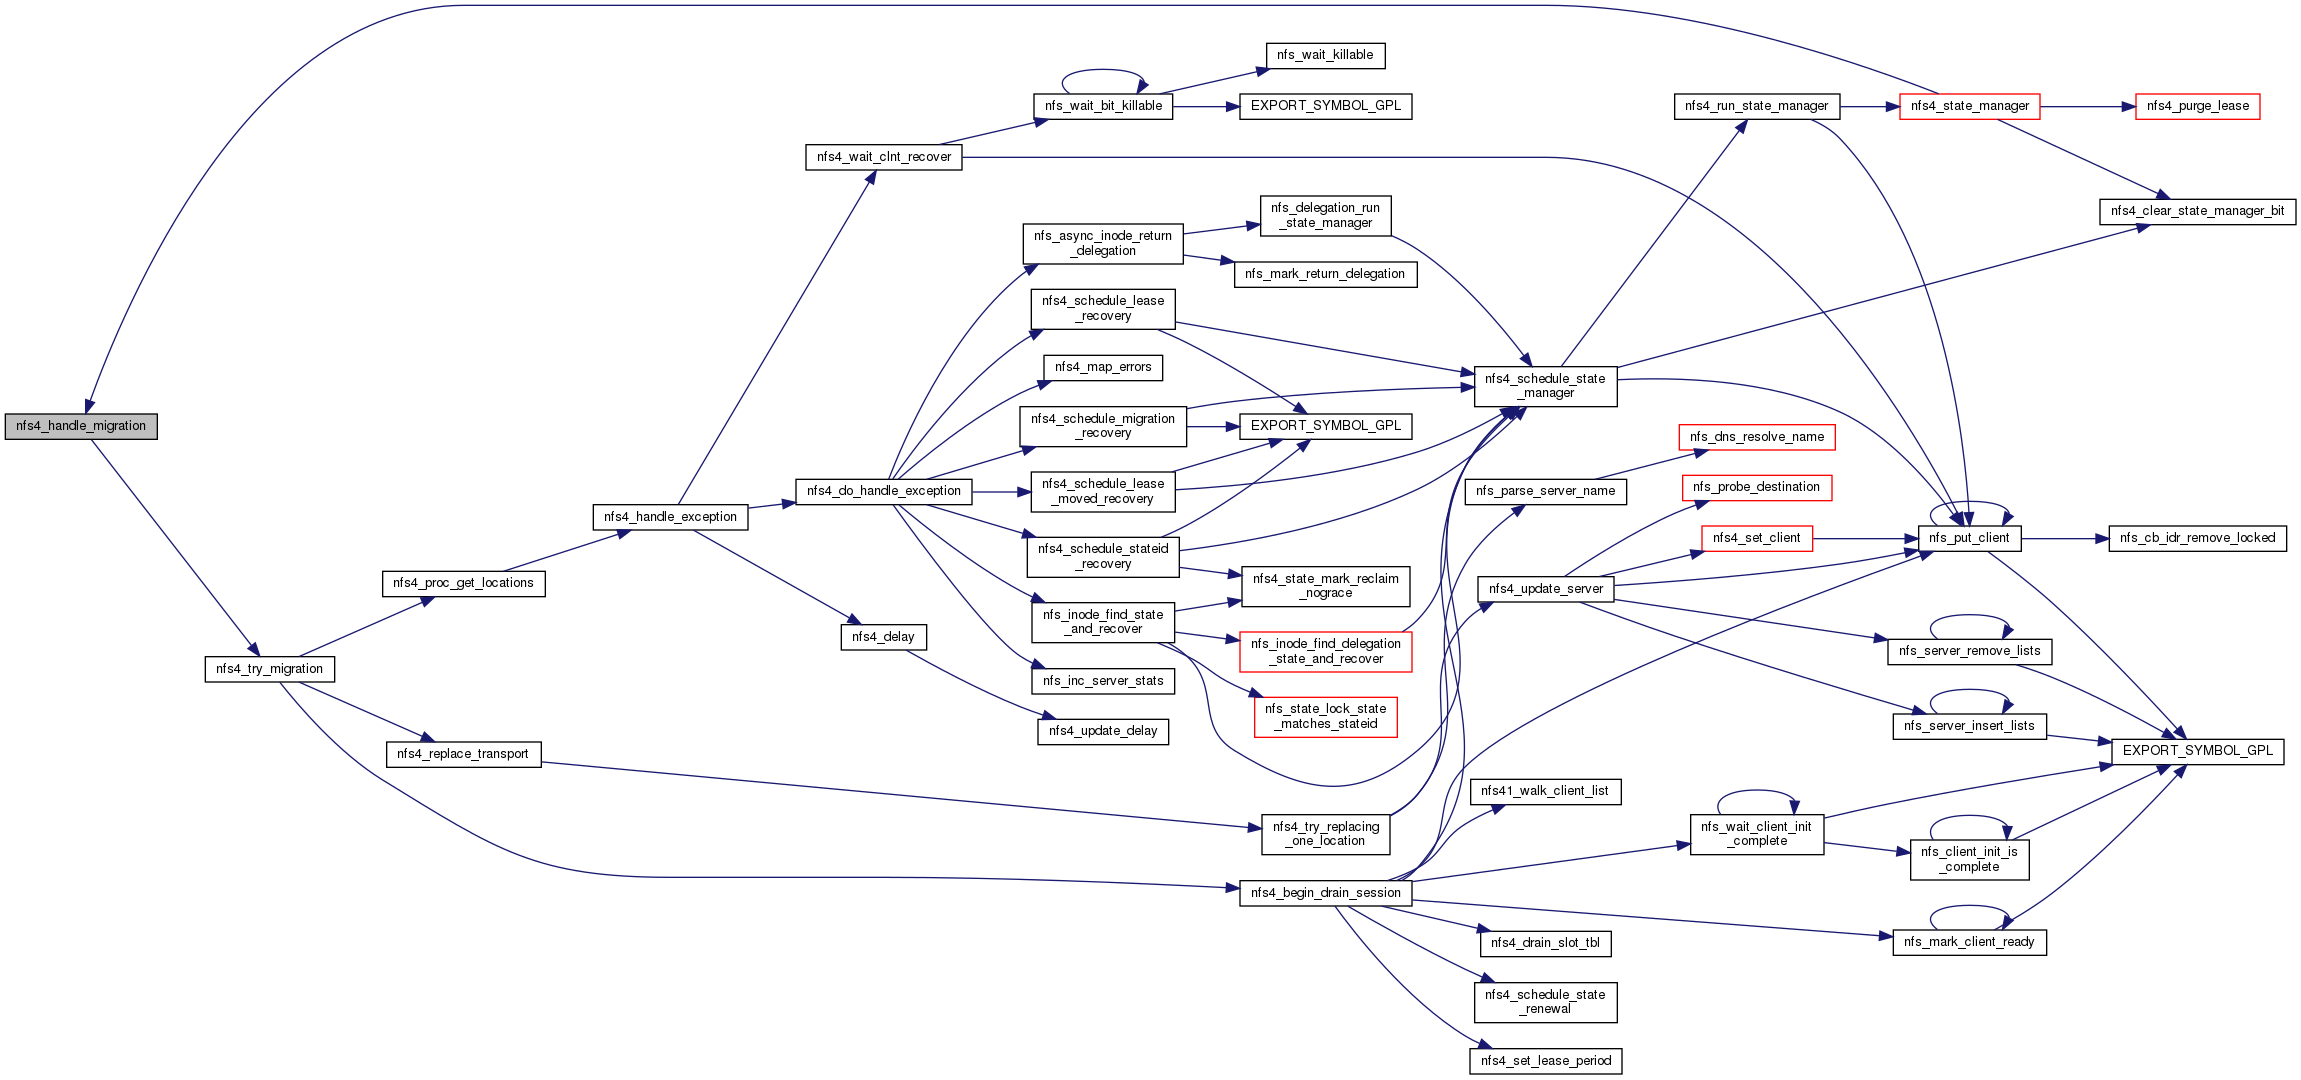 nfs_wait_killable
nfs_wait_bit_killable
EXPORT_SYMBOL_GPL
nfs4_run_state_manager
nfs4_state_manager
nfs4_purge_lease
nfs4_wait_clnt_recover
nfs_delegation_run
_state_manager
nfs4_clear_state_manager_bit
nfs_async_inode_return
_delegation
nfs_mark_return_delegation
nfs4_schedule_lease
_recovery
nfs4_map_errors
nfs4_schedule_state
_manager
nfs4_handle_migration
nfs4_schedule_migration
_recovery
EXPORT_SYMBOL_GPL
nfs_dns_resolve_name
nfs4_do_handle_exception
nfs4_schedule_lease
_moved_recovery
nfs_parse_server_name
nfs_probe_destination
nfs4_handle_exception
nfs4_schedule_stateid
_recovery
nfs4_set_client
nfs_put_client
nfs_cb_idr_remove_locked
nfs4_proc_get_locations
nfs4_state_mark_reclaim
_nograce
nfs4_update_server
nfs4_delay
nfs_inode_find_state
_and_recover
nfs_inode_find_delegation
_state_and_recover
nfs_server_remove_lists
nfs4_try_migration
nfs_inc_server_stats
nfs_state_lock_state
_matches_stateid
nfs_server_insert_lists
nfs4_replace_transport
nfs4_update_delay
EXPORT_SYMBOL_GPL
nfs41_walk_client_list
nfs4_try_replacing
_one_location
nfs_wait_client_init
_complete
nfs_client_init_is
_complete
nfs4_begin_drain_session
nfs4_drain_slot_tbl
nfs_mark_client_ready
nfs4_schedule_state
_renewal
nfs4_set_lease_period